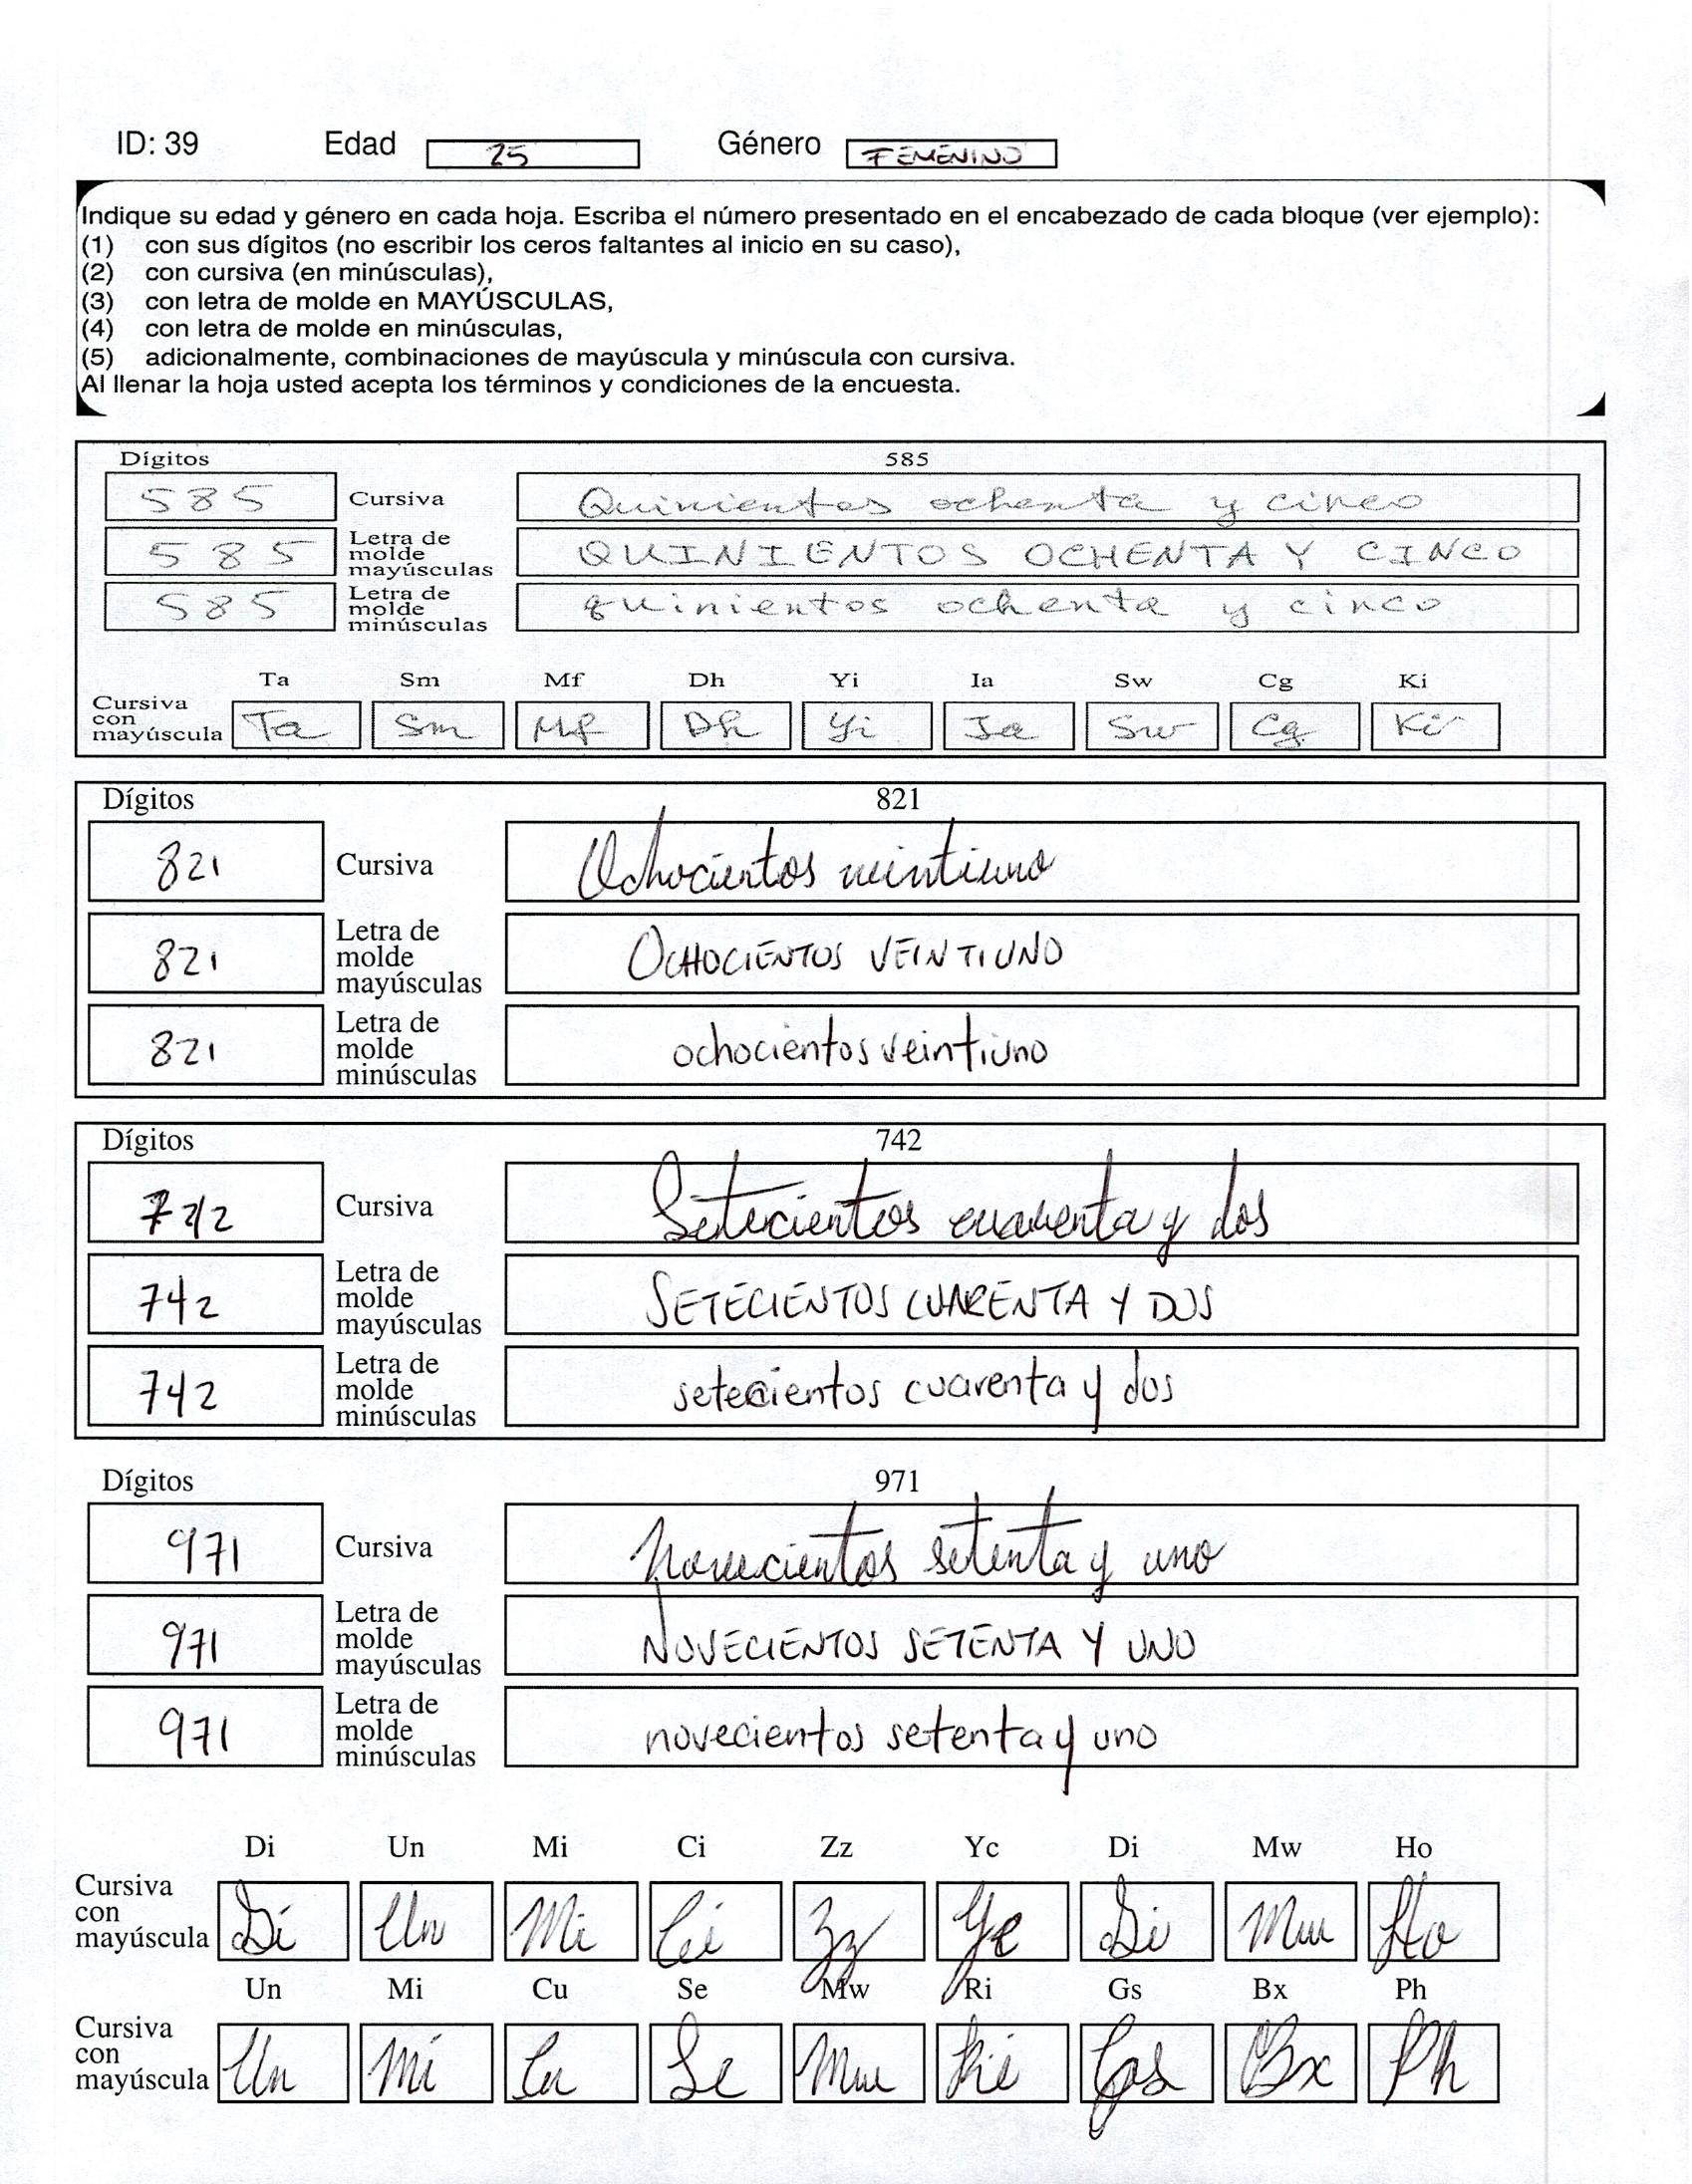 ID: 39 Edad 25 Género FEMENINO
Indique su edad y género en cada hoja. Escriba el número presentado en el encabezado de cada bloque (ver ejemplo):
(1) con sus dígitos (no escribir los ceros faltantes al inicio en su caso),
(2) con cursiva (en minúsculas),
(3) con letra de molde en MAYÚSCULAS,
(4) con letra de molde en minúsculas,
(5) adicionalmente, combinaciones de mayúscula y minúscula con cursiva.
Al llenar la hoja usted acepta los términos y condiciones de la encuesta.
Dígitos 585
585 Cursiva Quinientos ochenta y cinco
585 Letra de molde mayúsculas QUINIENTOS OCHENTA Y CINCO
585 Letra de molde minúsculas quinientos ochenta y cinco
Ta Sm Mf Dh Yi Ia Sw Cg Ki
Cursiva con mayúscula Ta Sm Mf Dh Yi Ia Sw Cg Ki
Dígitos 821
821 Cursiva Ochocientos veintiuno
821 Letra de molde mayúsculas OCHOCIENTOS VEINTIUNO
821 Letra de molde minúsculas ochocientos veintiuno
Dígitos 742
742 Cursiva Setecientos cuarenta y dos
742 Letra de molde mayúsculas SETECIENTOS CUARENTA Y DOS
742 Letra de molde minúsculas setecientos cuarenta y dos
Dígitos 971
971 Cursiva Novecientos setenta y uno
971 Letra de molde mayúsculas NOVECIENTOS SETENTA Y UNO
971 Letra de molde minúsculas novecientos setenta y uno
Di Un Mi Ci Zz Yc Di Mw Ho
Cursiva con mayúscula Di Un Mi Ci Zz Yc Di Mw Ho
Un Mi Cu Se Mw Ri Gs Bx Ph
Cursiva con mayúscula Un Mi Cu Se Mw Ri Gs Bx Ph